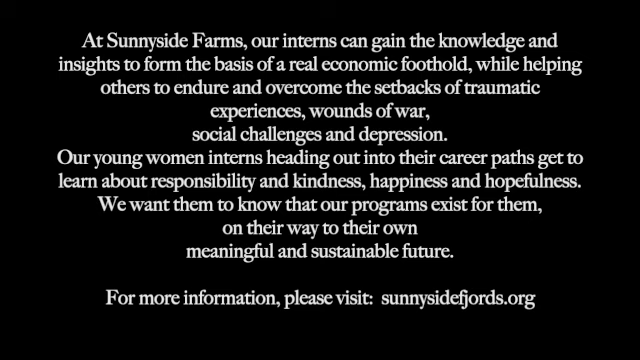 At Sunnyside Farms, our interns can gain the knowledge and
insights to form the basis of a real economic foothold, while helping
others to endure and overcome the setbacks of traumatic
experiences, wounds of war,
social challenges and depression.
Our young women interns heading out into their career paths get to
learn about responsibility and kindness, happiness and hopefulness.
We want them to know that our programs exist for them,
on their way to their own
meaningful and sustainable future.
For more information, please visit: sunnysidefjords.org